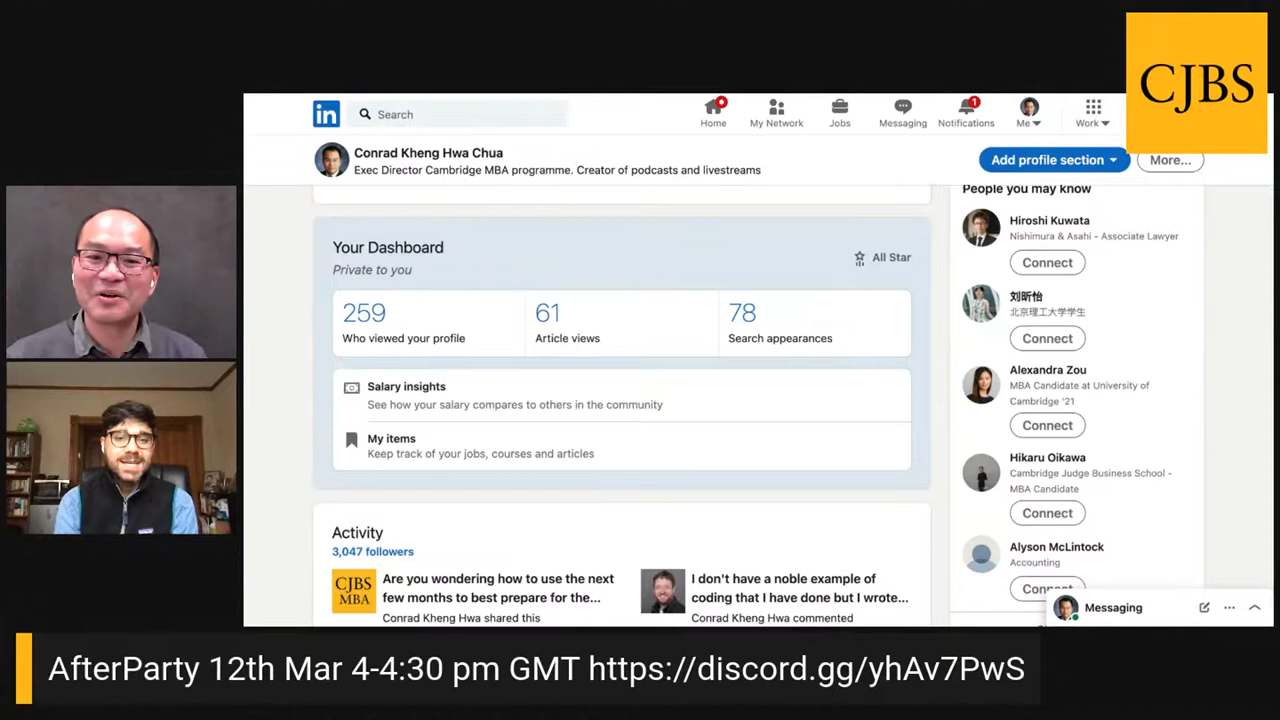 CJBS
in
Search
Home
My Network
Jobs
Messaging
1
Notifications
Me
Work
Conrad Kheng Hwa Chua
Exec Director Cambridge MBA programme. Creator of podcasts and livestreams
Add profile section
More...
Your Dashboard
Private to you
All Star
259
Who viewed your profile
61
Article views
78
Search appearances
Salary insights
See how your salary compares to others in the community
My items
Keep track of your jobs, courses and articles
Activity
3,047 followers
CJBS
MBA
Are you wondering how to use the next
few months to best prepare for the...
Conrad Kheng Hwa shared this
I don't have a noble example of
coding that I have done but I wrote...
Conrad Kheng Hwa commented
People you may know
Hiroshi Kuwata
Nishimura & Asahi - Associate Lawyer
Connect
刘昕怡
北京理工大学学生
Connect
Alexandra Zou
MBA Candidate at University of
Cambridge '21
Connect
Hikaru Oikawa
Cambridge Judge Business School -
MBA Candidate
Connect
Alyson McLintock
Accounting
Connect
Messaging
AfterParty 12th Mar 4-4:30 pm GMT https://discord.gg/yhAv7PwS